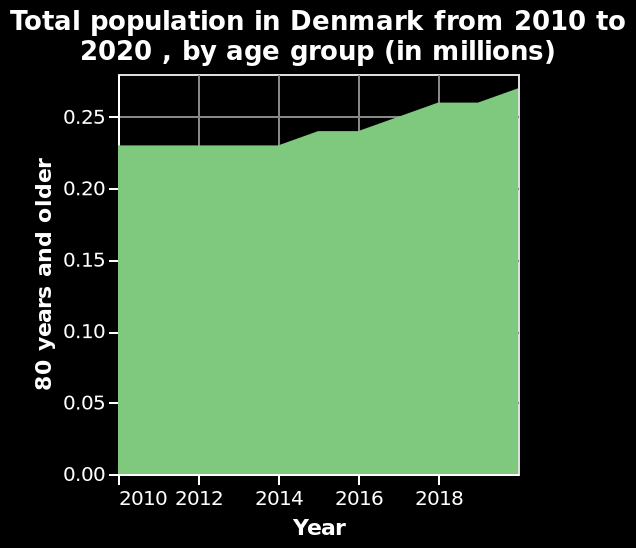 Total population in Denmark from 2010 to
2020 , by age group (in millions)
80 years and older
0.25
0.20
0.15
0.10
0.05
0.00
2010 2012 2014 2016 2018
Year